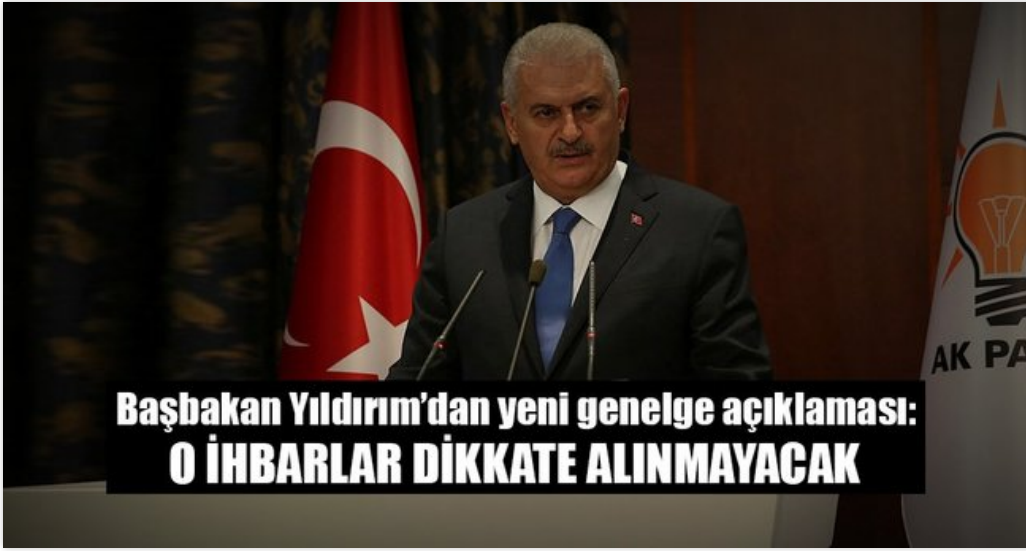 AK PA
Başbakan Yıldırım'dan yeni genelge açıklaması:
O İHBARLAR DİKKATE ALINMAYACAK